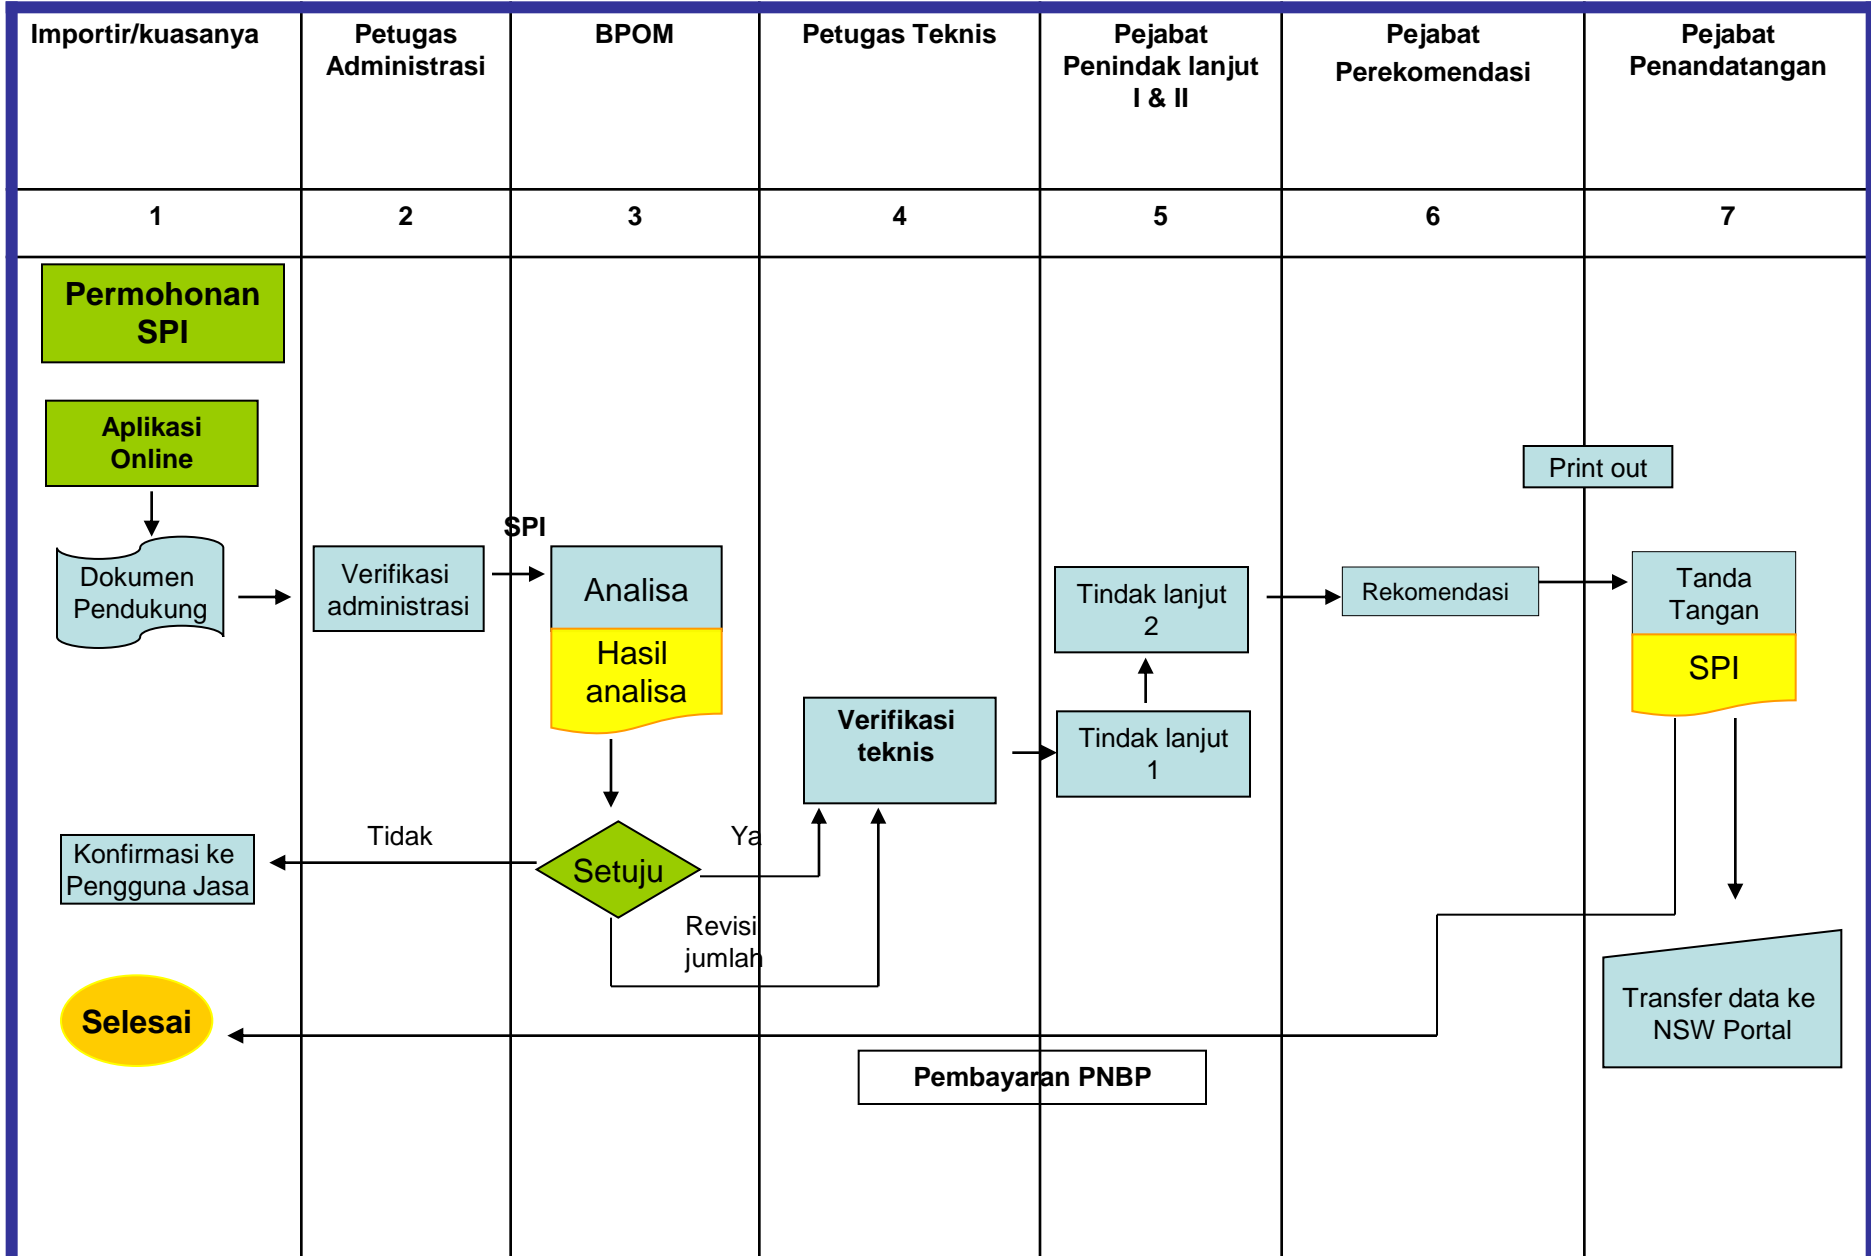 Importir/kuasanya
Petugas
Administrasi
BPOM
Petugas Teknis
Pejabat
Penindak lanjut
I & II
Pejabat
Perekomendasi
Pejabat
Penandatangan
1
2
3
4
5
6
7
Permohonan
SPI
Aplikasi
Online
Dokumen
Pendukung
Verifikasi
administrasi
SPI
Analisa
Hasil
analisa
Setuju
Tidak
Ya
Revisi
jumlah
Konfirmasi ke
Pengguna Jasa
Verifikasi
teknis
Tindak lanjut
1
Tindak lanjut
2
Rekomendasi
Print out
Tanda
Tangan
SPI
Transfer data ke
NSW Portal
Selesai
Pembayaran PNBP